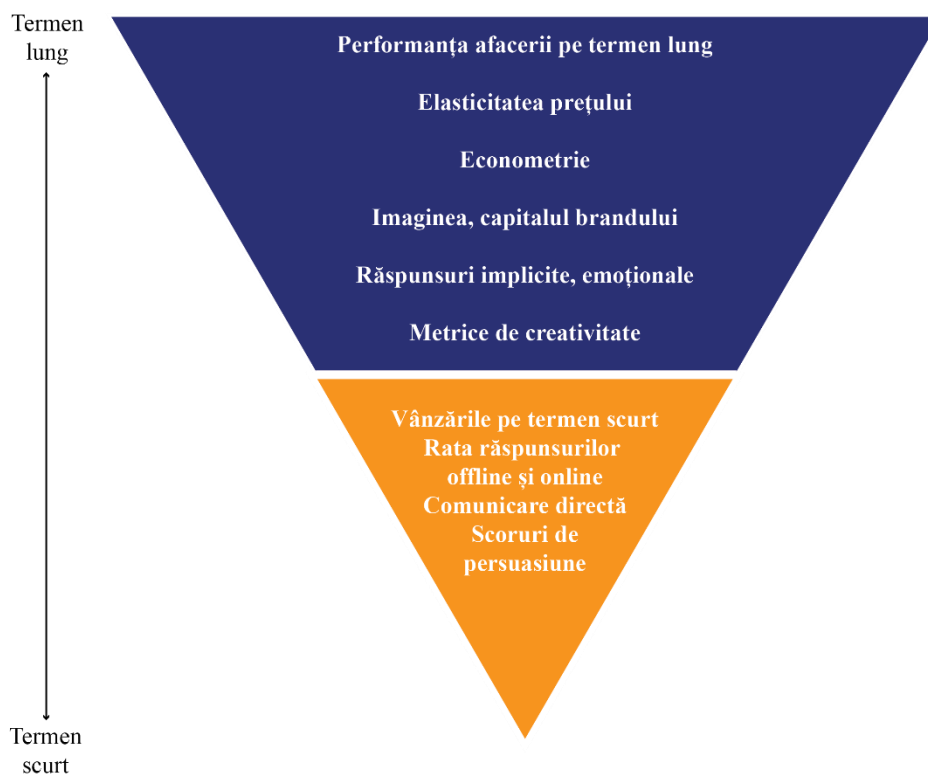 Termen
lung
Performanța afacerii pe termen lung
Elasticitatea prețului
Econometrie
Imaginea, capitalul brandului
Răspunsuri implicite, emoționale
Metrice de creativitate
Vânzările pe termen scurt
Rata răspunsurilor
offline și online
Comunicare directă
Scoruri de
persuasiune
Termen
scurt